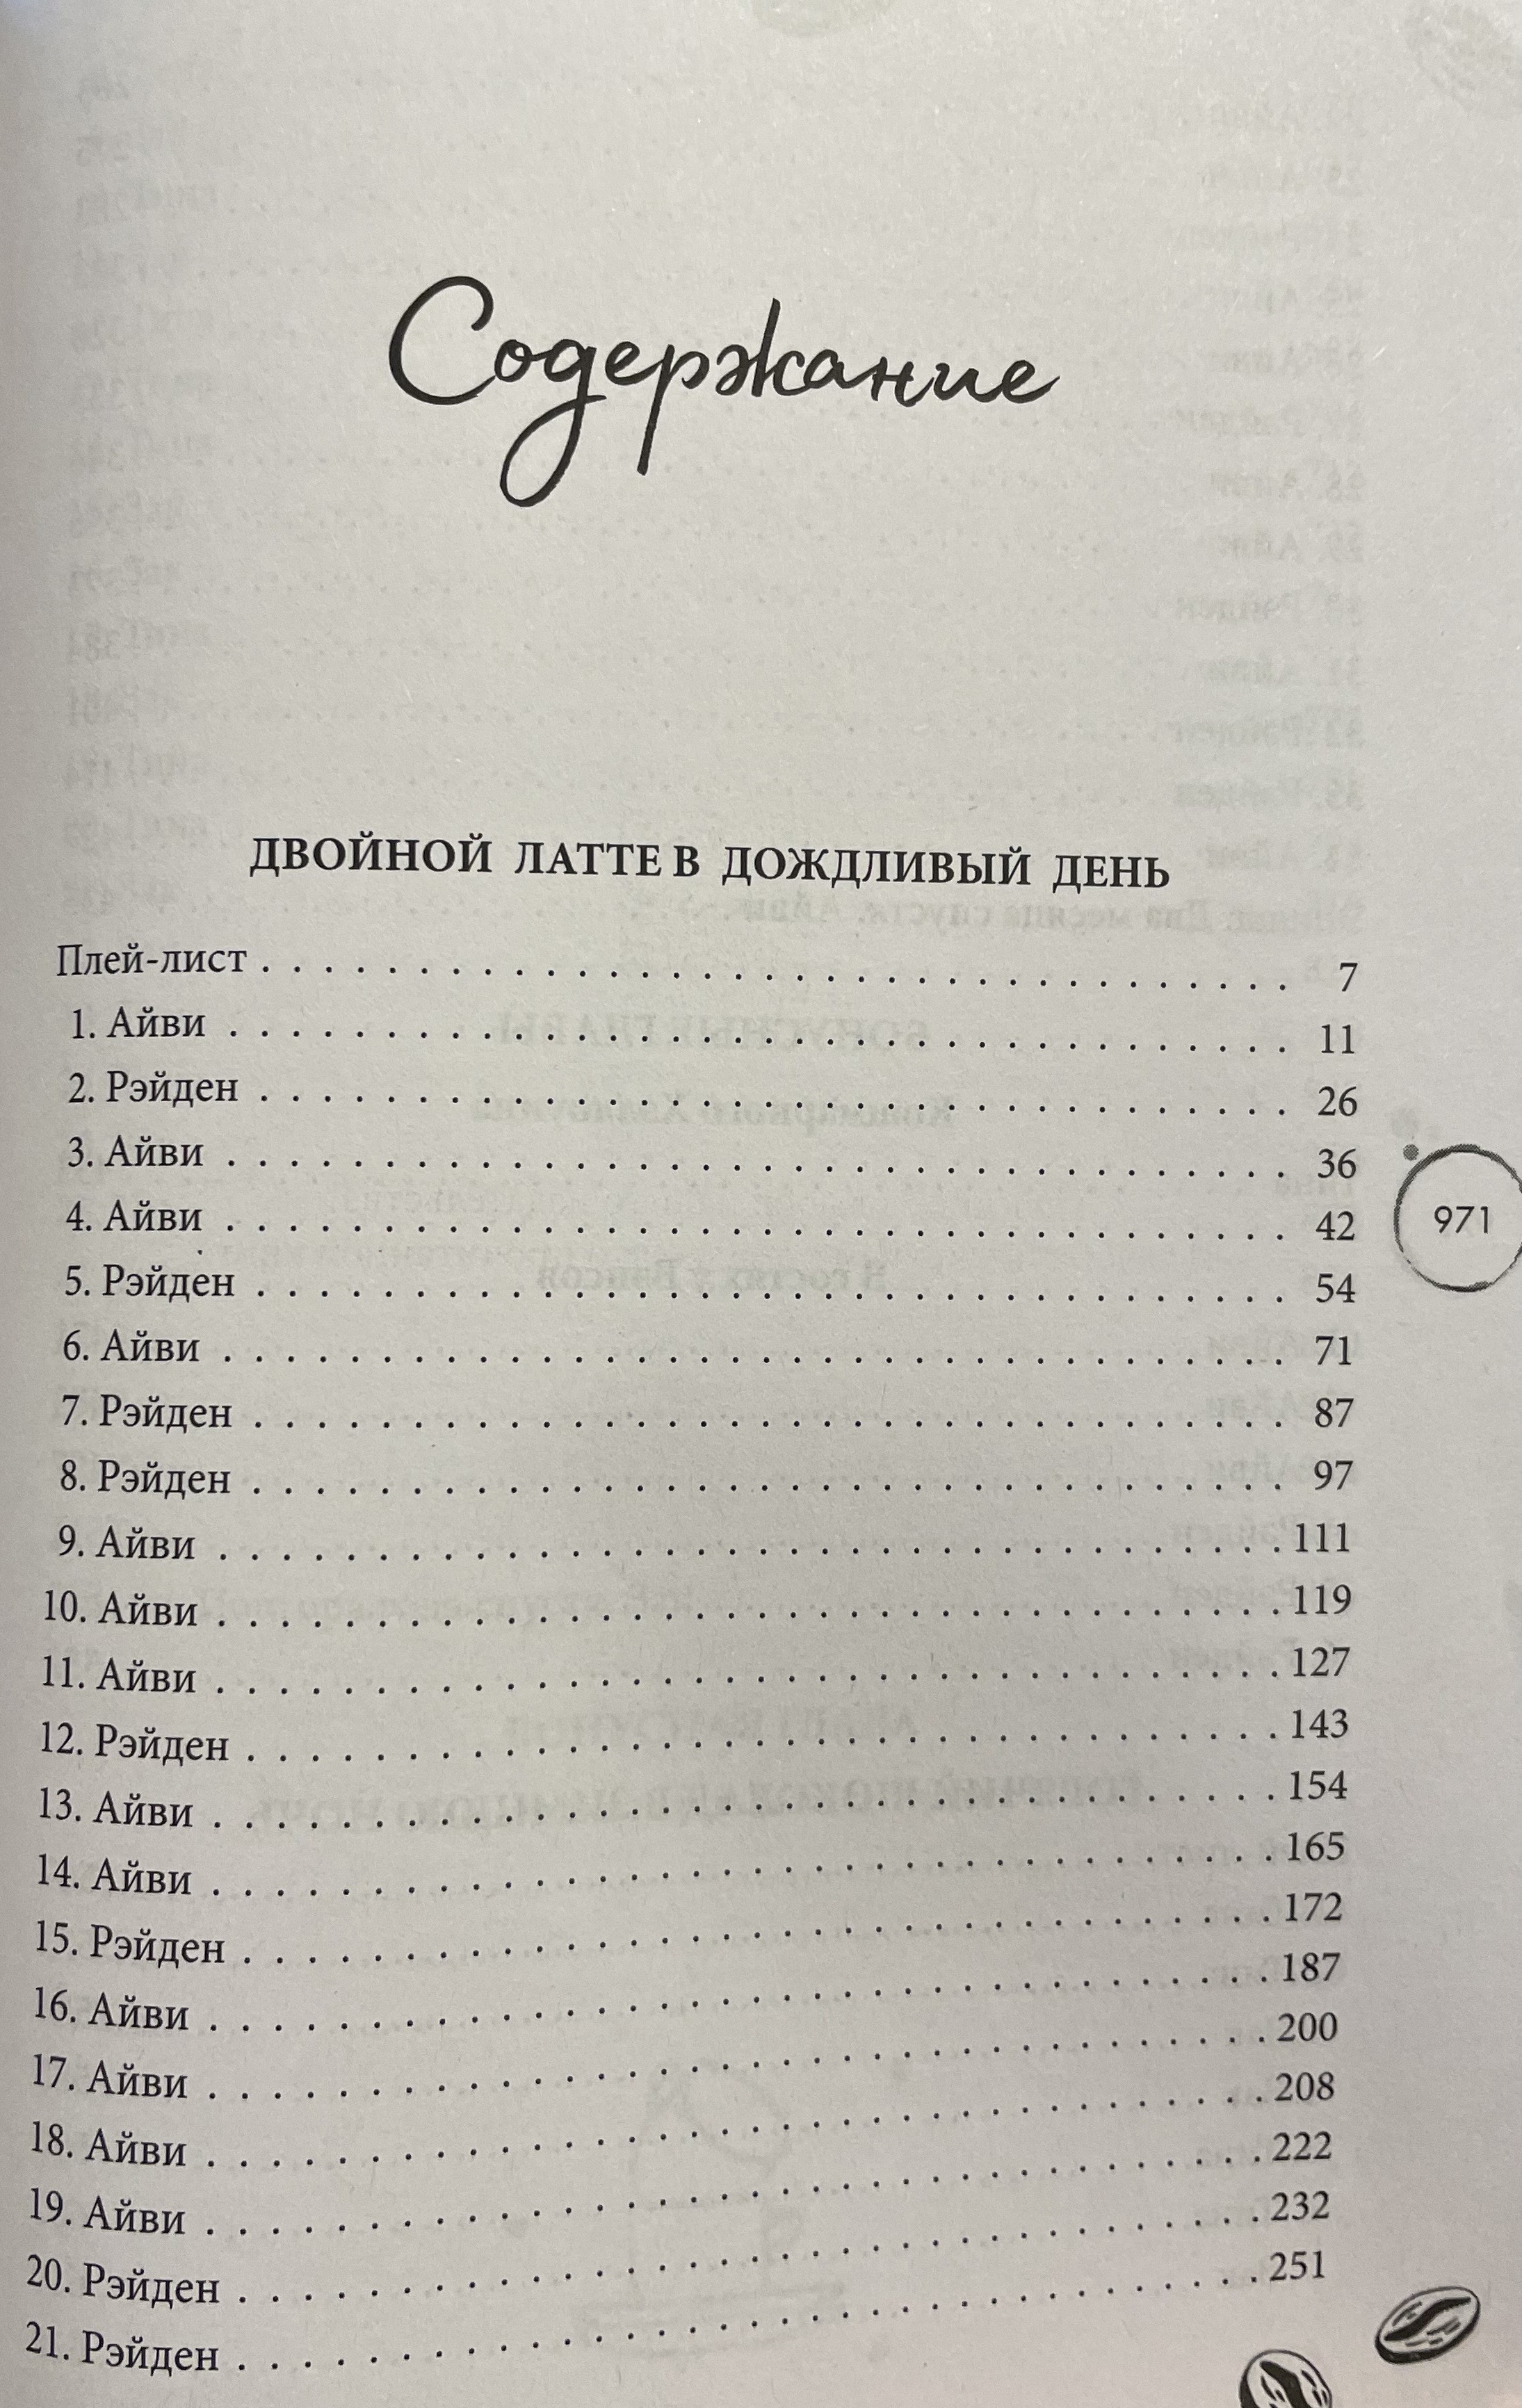 Содержание
ДВОЙНОЙ ЛАТТЕ В ДОЖДЛИВЫЙ ДЕНЬ
Плей-лист . . . . . . . . . . . . . . . . . . . . . . . . . . . . . . . . . 7
1. Айви . . . . . . . . . . . . . . . . . . . . . . . . . . . . . . . . . . 11
2. Рэйден . . . . . . . . . . . . . . . . . . . . . . . . . . . . . . . . . 26
3. Айви . . . . . . . . . . . . . . . . . . . . . . . . . . . . . . . . . . 36
4. Айви . . . . . . . . . . . . . . . . . . . . . . . . . . . . . . . . . . 42
971
5. Рэйден . . . . . . . . . . . . . . . . . . . . . . . . . . . . . . . . . 54
6. Айви . . . . . . . . . . . . . . . . . . . . . . . . . . . . . . . . . . 71
7. Рэйден . . . . . . . . . . . . . . . . . . . . . . . . . . . . . . . . . 87
8. Рэйден . . . . . . . . . . . . . . . . . . . . . . . . . . . . . . . . . 97
9. Айви . . . . . . . . . . . . . . . . . . . . . . . . . . . . . . . . . . 111
10. Айви . . . . . . . . . . . . . . . . . . . . . . . . . . . . . . . . . . 119
11. Айви . . . . . . . . . . . . . . . . . . . . . . . . . . . . . . . . . . 127
12. Рэйден . . . . . . . . . . . . . . . . . . . . . . . . . . . . . . . . . 143
13. Айви . . . . . . . . . . . . . . . . . . . . . . . . . . . . . . . . . . 154
14. Айви . . . . . . . . . . . . . . . . . . . . . . . . . . . . . . . . . . 165
15. Рэйден . . . . . . . . . . . . . . . . . . . . . . . . . . . . . . . . . 172
16. Айви . . . . . . . . . . . . . . . . . . . . . . . . . . . . . . . . . . 187
17. Айви . . . . . . . . . . . . . . . . . . . . . . . . . . . . . . . . . . 200
18. Айви . . . . . . . . . . . . . . . . . . . . . . . . . . . . . . . . . . 208
19. Айви . . . . . . . . . . . . . . . . . . . . . . . . . . . . . . . . . . 222
20. Рэйден . . . . . . . . . . . . . . . . . . . . . . . . . . . . . . . . . 232
21. Рэйден . . . . . . . . . . . . . . . . . . . . . . . . . . . . . . . . . 251